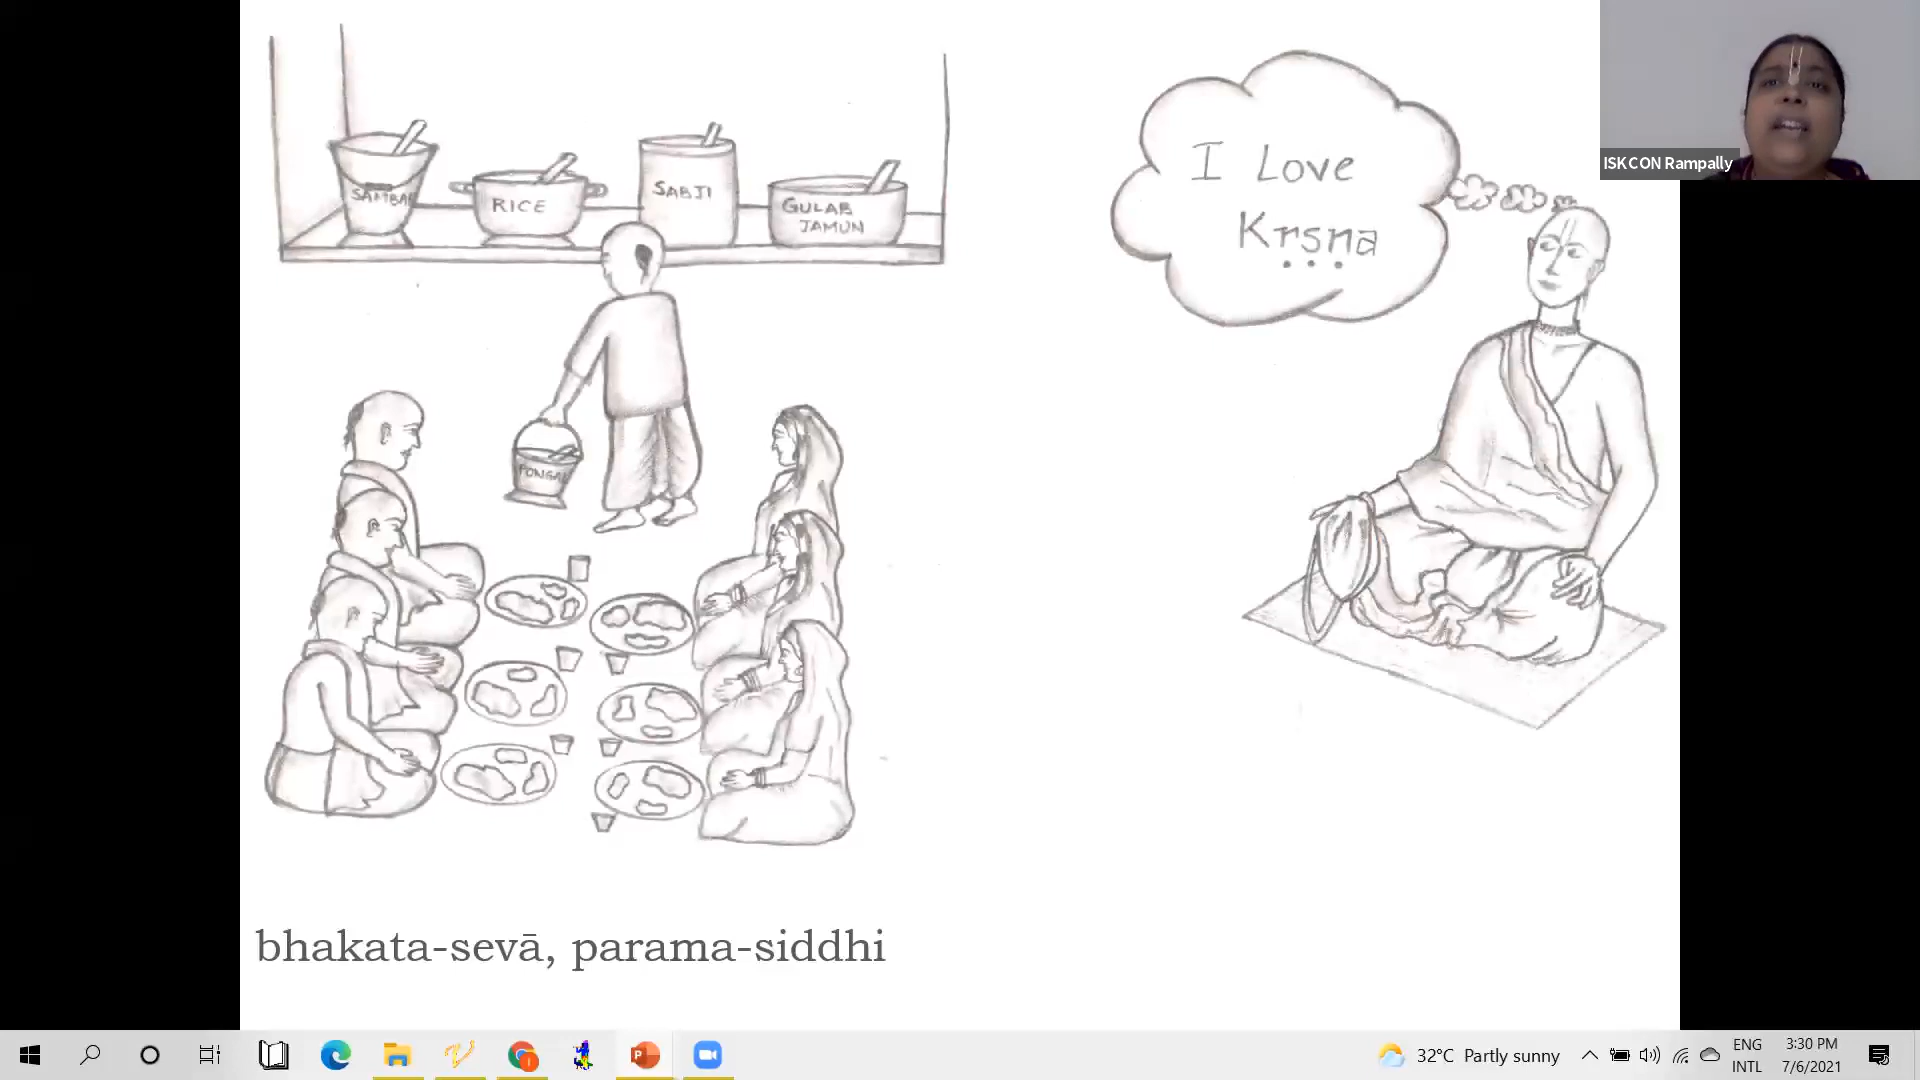 SAMBAR
RICE
SABJI
GULAB
JAMUN
PONGAL
I Love
Krsna
...
ISKCON Rampally
bhakata-sevā, parama-siddhi
32°C Partly sunny
ENG
INTL
3:30 PM
7/6/2021